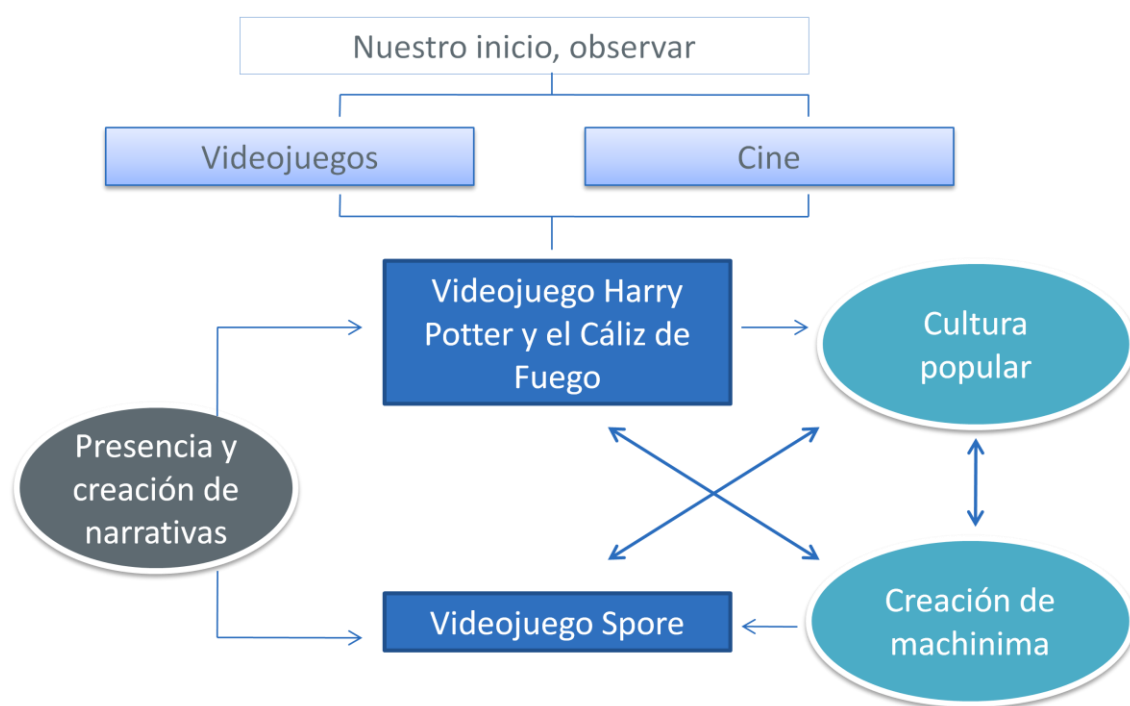 Nuestro inicio, observar
Videojuegos
Cine
Videojuego Harry
Potter y el Cáliz de
Fuego
Cultura
popular
Presencia y
creación de
narrativas
Videojuego Spore
Creación de
machinima